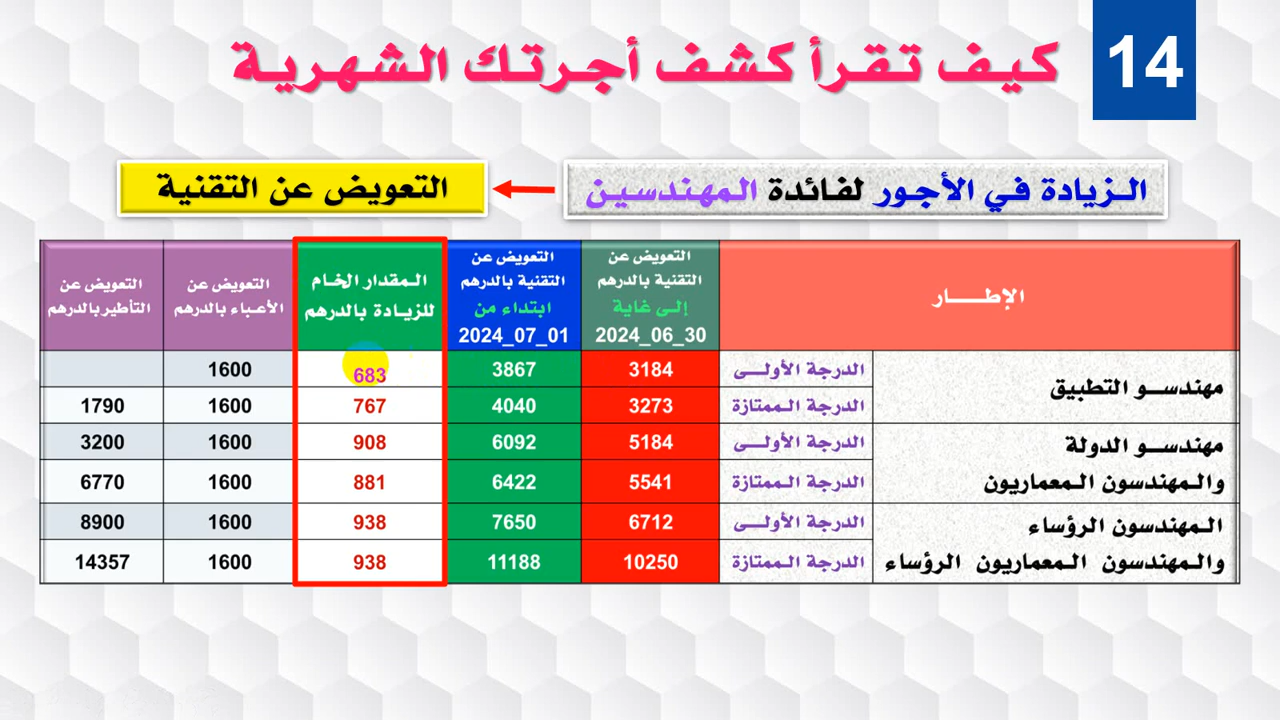 14
كيف تقرأ كشف أجرتك الشهرية
الزيادة في الأجور لفائدة المهندسين
التعويض عن التقنية
الإطار
التعويض عن
التقنية بالدرهم
إلى غاية
30_06_2024
التعويض عن
التقنية بالدرهم
ابتداء من
01_07_2024
المقدار الخام
للزيادة بالدرهم
التعويض عن
الأعباء بالدرهم
التعويض عن
التأطير بالدرهم
مهندسو التطبيق
الدرجة الأولى 3184 3867 683 1600
الدرجة الممتازة 3273 4040 767 1600 1790
مهندسو الدولة
والمهندسون المعماريون
الدرجة الأولى 5184 6092 908 1600 3200
الدرجة الممتازة 5541 6422 881 1600 6770
المهندسون الرؤساء
والمهندسون المعماريون الرؤساء
الدرجة الأولى 6712 7650 938 1600 8900
الدرجة الممتازة 10250 11188 938 1600 14357